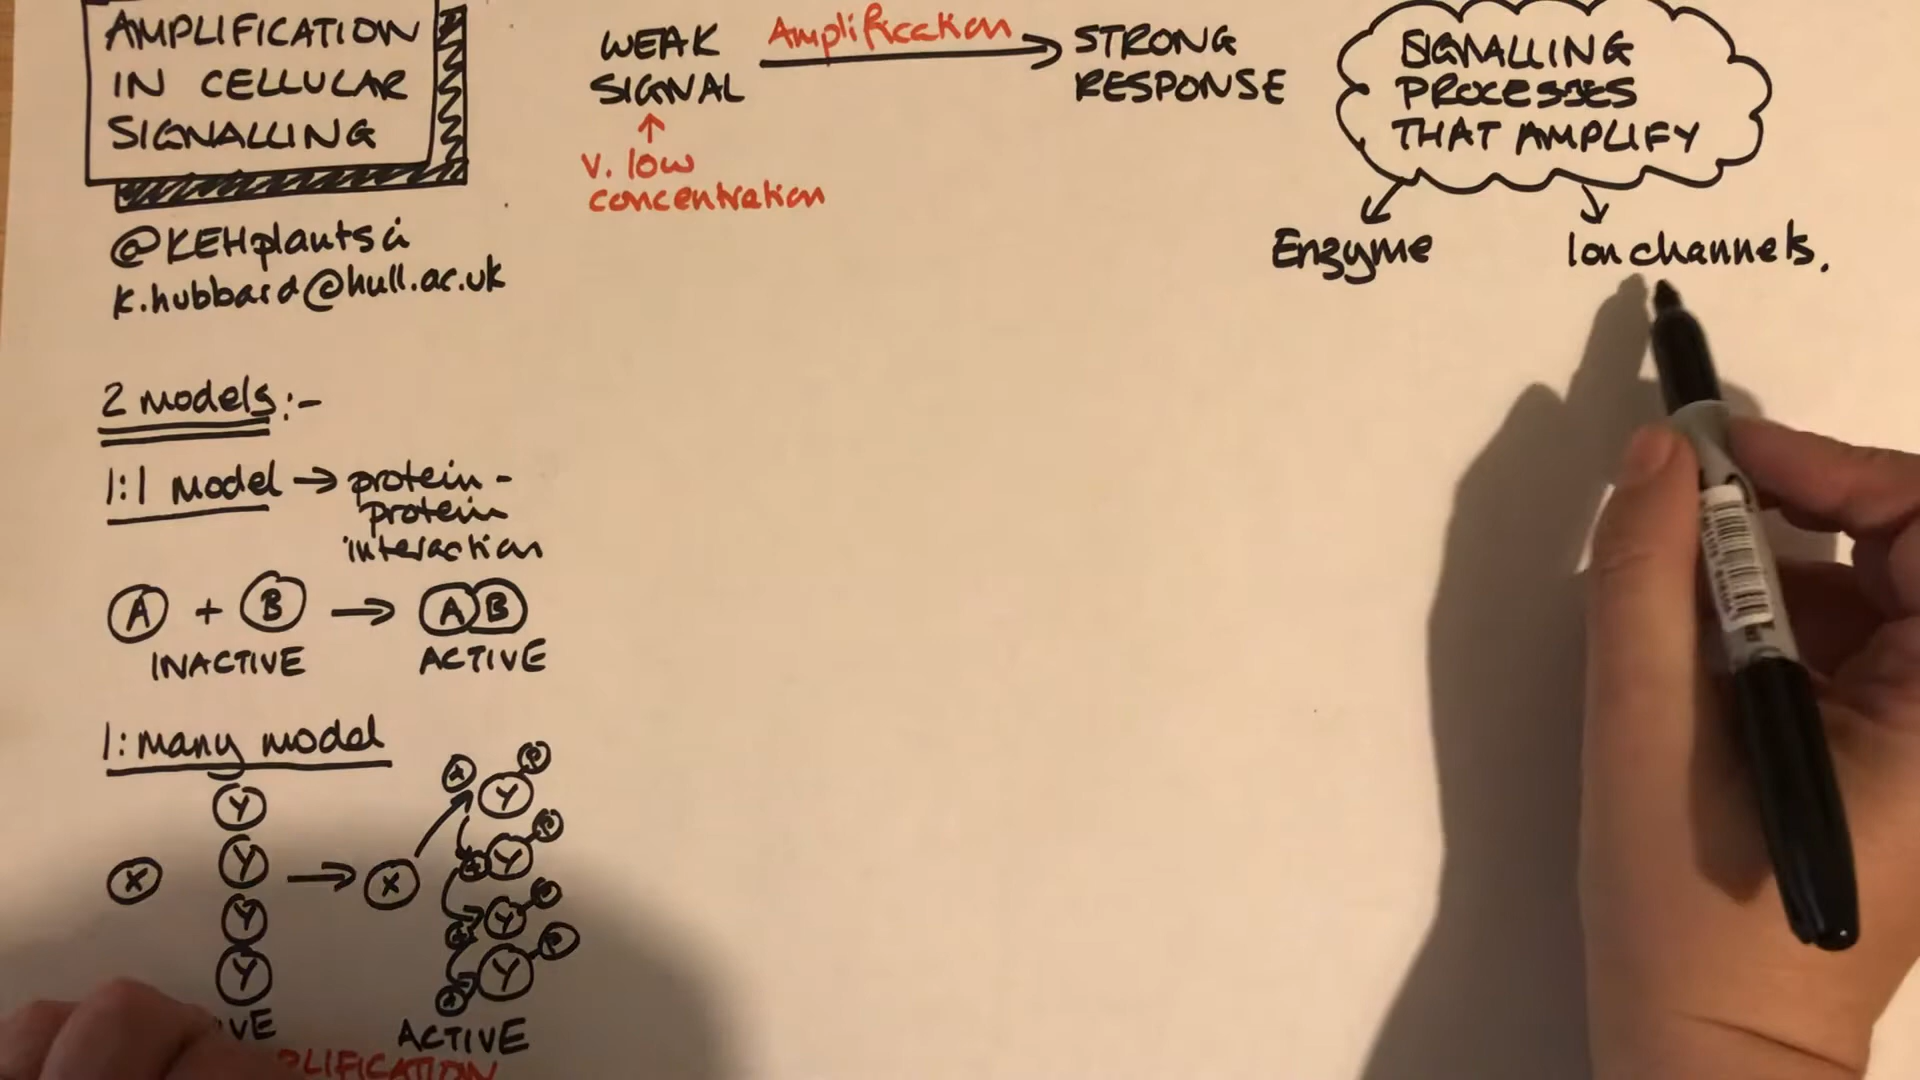 AMPLIFICATION
IN CELLULAR
SIGNALLING
@KEHplantsci
k.hubbard@hull.ac.uk
WEAK
SIGNAL
Amplification
STRONG
RESPONSE
V. low
concentration
SIGNALLING
PROCESSES
THAT AMPLIFY
Enzyme
Ion channels.
2 models:-
1:1 model → protein-
protein
interaction
A + B → AB
INACTIVE ACTIVE
1: many model
X
Y
Y
Y
Y
→ X
Y P
Y P
Y P
Y P
ACTIVE